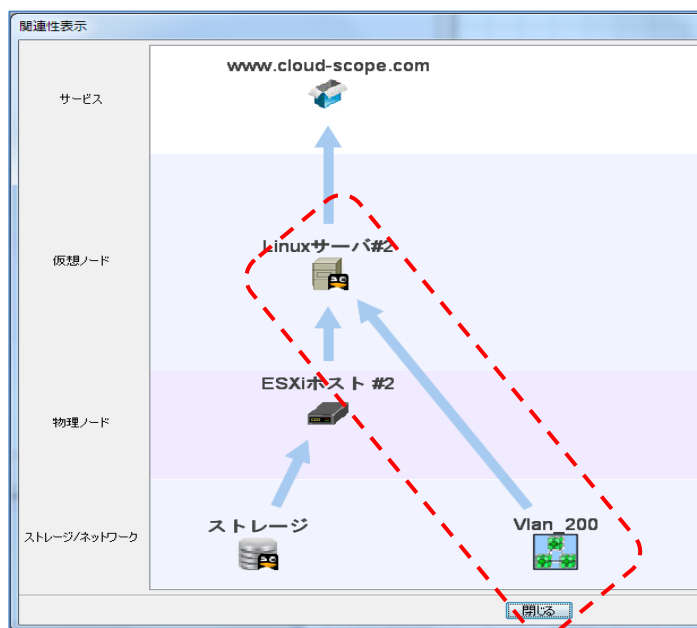 関連性表示
www.cloud-scope.com
サービス
Linuxサーバ#2
仮想ノード
ESXiホスト #2
物理ノード
ストレージ
Vlan_200
ストレージ/ネットワーク
閉じる